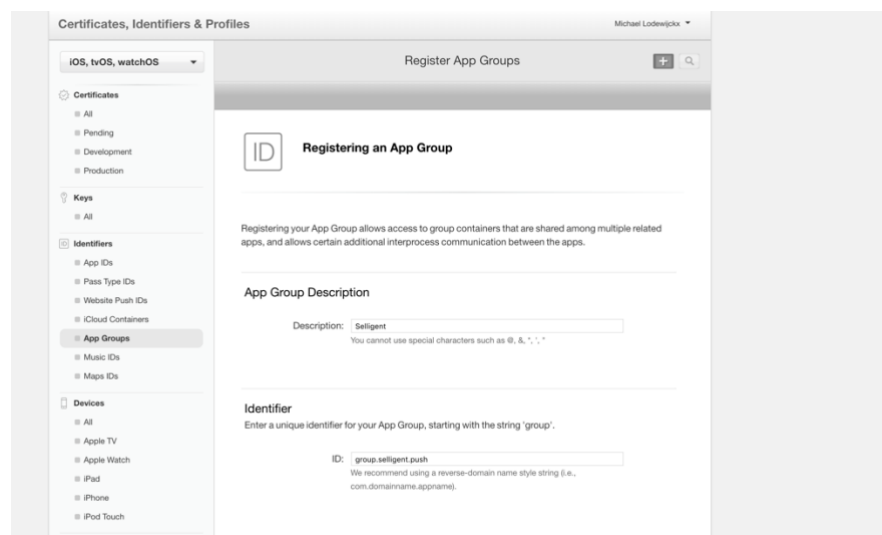 Certificates, Identifiers & Profiles
Michael Lodewijckx
iOS, tvOS, watchOS
Register App Groups
Certificates
All
Pending
Development
Production
Keys
All
Identifiers
App IDs
Pass Type IDs
Website Push IDs
iCloud Containers
App Groups
Music IDs
Maps IDs
Devices
All
Apple TV
Apple Watch
iPad
iPhone
iPod Touch
ID
Registering an App Group
Registering your App Group allows access to group containers that are shared among multiple related
apps, and allows certain additional interprocess communication between the apps.
App Group Description
Description: Selligent
You cannot use special characters such as @, &, *, ', "
Identifier
Enter a unique identifier for your App Group, starting with the string 'group'.
ID: group.selligent.push
We recommend using a reverse-domain name style string (i.e.,
com.domainname.appname).